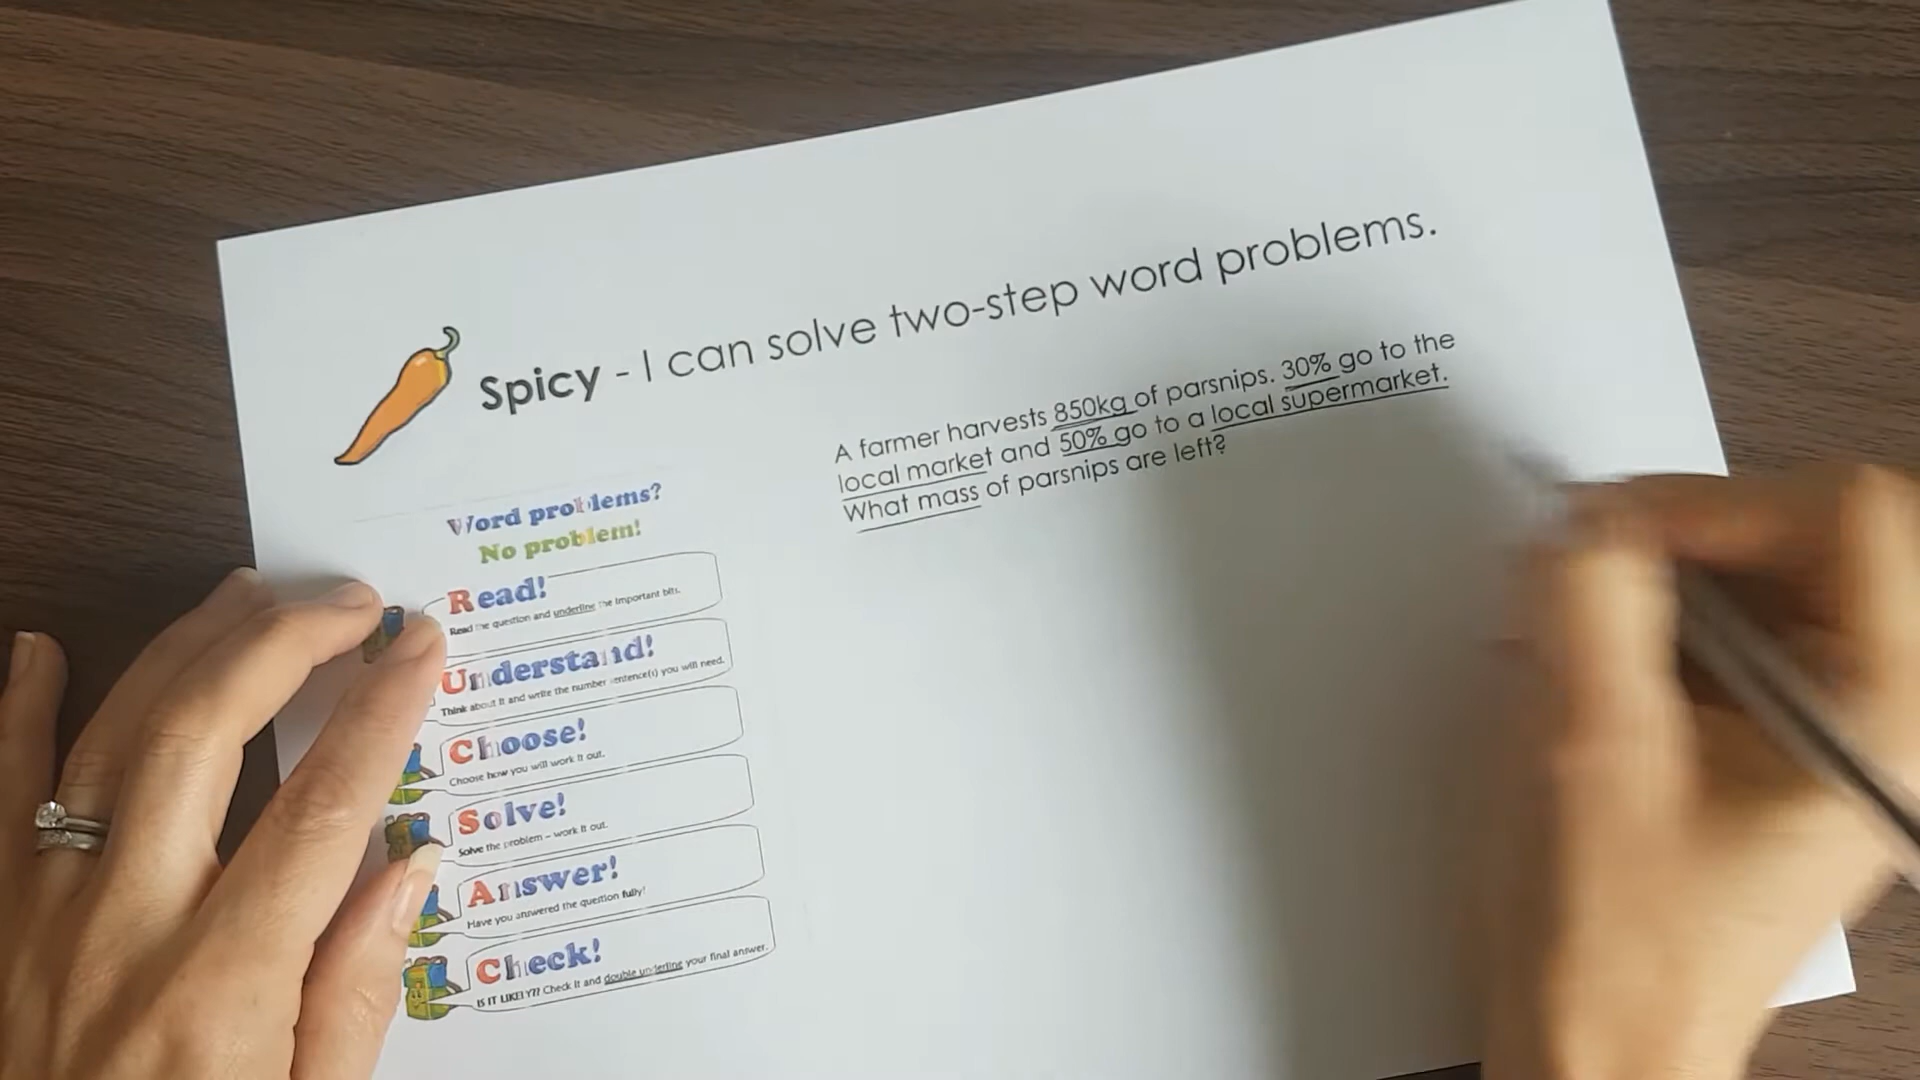 Spicy - I can solve two-step word problems.
A farmer harvests 850kg of parsnips. 30% go to the
local market and 50% go to a local supermarket.
What mass of parsnips are left?
Word problems?
No problem!
Read!
Read the question and underline the important bits.
Understand!
Think about it and write the number sentence(s) you will need.
Choose!
Choose how you will work it out.
Solve!
Solve the problem – work it out.
Answer!
Have you answered the question fully!
Check!
IS IT LIKELY?? Check it and double underline your final answer.